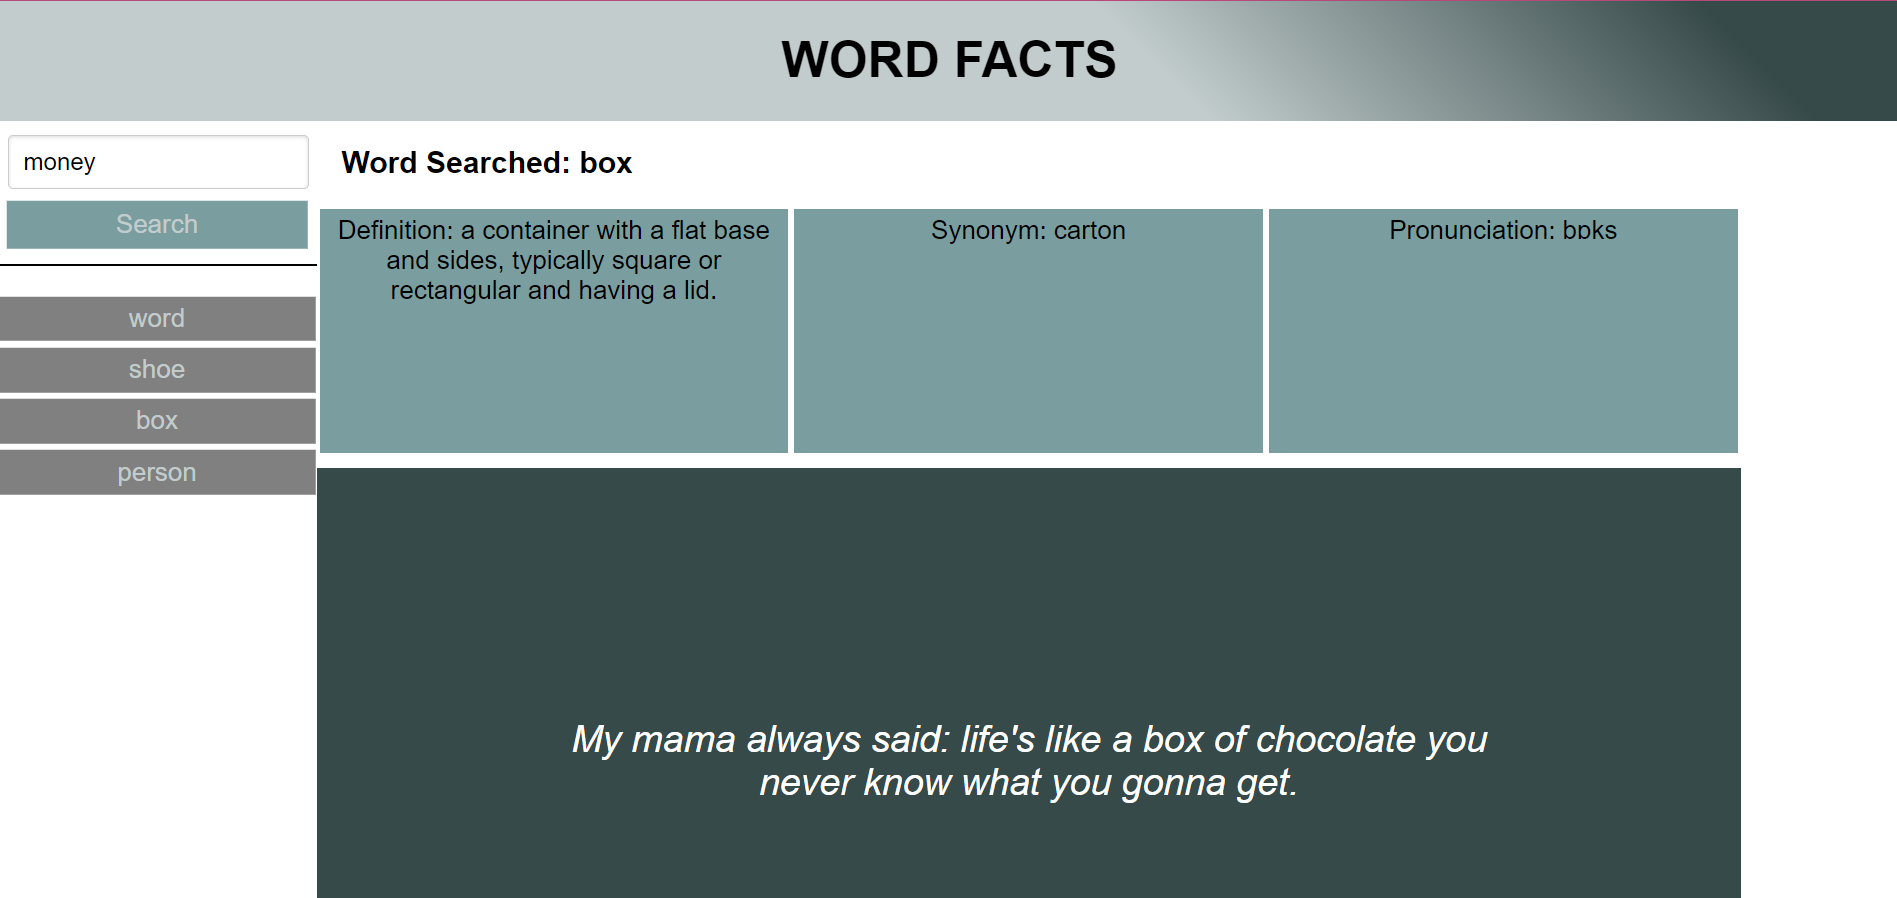 WORD FACTS
money
Search
word
shoe
box
person
Word Searched: box
Definition: a container with a flat base
and sides, typically square or
rectangular and having a lid.
Synonym: carton
Pronunciation: bɒks
My mama always said: life's like a box of chocolate you
never know what you gonna get.